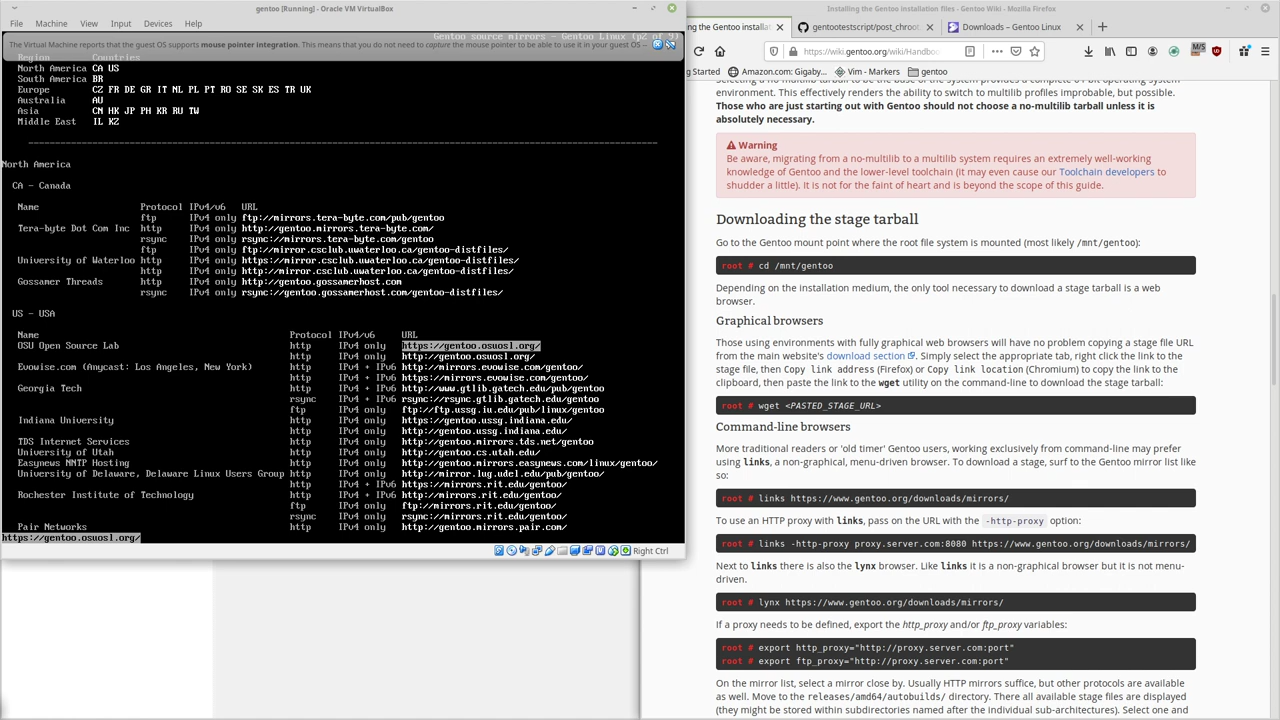 gentoo [Running] - Oracle VM VirtualBox
File Machine View Input Devices Help
Gentoo source mirrors - Gentoo Linux (p2 of 9)
The Virtual Machine reports that the guest OS supports mouse pointer integration. This means that you do not need to capture the mouse pointer to be able to use it in your guest OS —
Region Countries
North America CA US
South America BR
Europe CZ FR DE GR IT NL PL PT RO SE SK ES TR UK
Australia AU
Asia CN HK JP PH KR RU TW
Middle East IL KZ
North America
CA - Canada
Name Protocol IPv4/v6 URL
ftp IPv4 only ftp://mirrors.tera-byte.com/pub/gentoo
Tera-byte Dot Com Inc http IPv4 only http://gentoo.mirrors.tera-byte.com/
rsync IPv4 only rsync://mirrors.tera-byte.com/gentoo
ftp IPv4 only ftp://mirror.csclub.uwaterloo.ca/gentoo-distfiles/
University of Waterloo http IPv4 only https://mirror.csclub.uwaterloo.ca/gentoo-distfiles/
http IPv4 only http://mirror.csclub.uwaterloo.ca/gentoo-distfiles/
Gossamer Threads http IPv4 only http://gentoo.gossamerhost.com
rsync IPv4 only rsync://gentoo.gossamerhost.com/gentoo-distfiles/
US - USA
Name Protocol IPv4/v6 URL
OSU Open Source Lab http IPv4 only https://gentoo.osuosl.org/
http IPv4 only http://gentoo.osuosl.org/
Evowise.com (Anycast: Los Angeles, New York) http IPv4 + IPv6 http://mirrors.evowise.com/gentoo/
http IPv4 + IPv6 https://mirrors.evowise.com/gentoo/
Georgia Tech http IPv4 + IPv6 http://www.gtlib.gatech.edu/pub/gentoo
rsync IPv4 + IPv6 rsync://rsync.gtlib.gatech.edu/gentoo
ftp IPv4 only ftp://ftp.ussg.iu.edu/pub/linux/gentoo
Indiana University http IPv4 only https://gentoo.ussg.indiana.edu/
http IPv4 only http://gentoo.ussg.indiana.edu/
TDS Internet Services http IPv4 only http://gentoo.mirrors.tds.net/gentoo
University of Utah http IPv4 only http://gentoo.cs.utah.edu/
Easynews NNTP Hosting http IPv4 only http://gentoo.mirrors.easynews.com/linux/gentoo/
University of Delaware, Delaware Linux Users Group http IPv4 only http://mirror.lug.udel.edu/pub/gentoo/
http IPv4 + IPv6 https://mirrors.rit.edu/gentoo/
Rochester Institute of Technology http IPv4 + IPv6 http://mirrors.rit.edu/gentoo/
ftp IPv4 + IPv6 ftp://mirrors.rit.edu/gentoo/
rsync IPv4 + IPv6 rsync://mirrors.rit.edu/gentoo/
Pair Networks http IPv4 only http://gentoo.mirrors.pair.com/
https://gentoo.osuosl.org/
Right Ctrl
Installing the Gentoo installation files - Gentoo Wiki - Mozilla Firefox
ng the Gentoo installat gentootestscript/post_chroot. Downloads – Gentoo Linux
https://wiki.gentoo.org/wiki/Handbo
g Started Amazon.com: Gigaby... Vim - Markers gentoo
Selecting a no-multilib tarball to be the base of the system provides a complete 64-bit operating system
environment. This effectively renders the ability to switch to multilib profiles improbable, but possible.
Those who are just starting out with Gentoo should not choose a no-multilib tarball unless it is
absolutely necessary.
Warning
Be aware, migrating from a no-multilib to a multilib system requires an extremely well-working
knowledge of Gentoo and the lower-level toolchain (it may even cause our Toolchain developers to
shudder a little). It is not for the faint of heart and is beyond the scope of this guide.
Downloading the stage tarball
Go to the Gentoo mount point where the root file system is mounted (most likely /mnt/gentoo):
root # cd /mnt/gentoo
Depending on the installation medium, the only tool necessary to download a stage tarball is a web
browser.
Graphical browsers
Those using environments with fully graphical web browsers will have no problem copying a stage file URL
from the main website's download section. Simply select the appropriate tab, right click the link to the
stage file, then Copy link address (Firefox) or Copy link location (Chromium) to copy the link to the
clipboard, then paste the link to the wget utility on the command-line to download the stage tarball:
root # wget <PASTED_STAGE_URL>
Command-line browsers
More traditional readers or 'old timer' Gentoo users, working exclusively from command-line may prefer
using links, a non-graphical, menu-driven browser. To download a stage, surf to the Gentoo mirror list like
so:
root # links https://www.gentoo.org/downloads/mirrors/
To use an HTTP proxy with links, pass on the URL with the -http-proxy option:
root # links -http-proxy proxy.server.com:8080 https://www.gentoo.org/downloads/mirrors/
Next to links there is also the lynx browser. Like links it is a non-graphical browser but it is not menu-
driven.
root # lynx https://www.gentoo.org/downloads/mirrors/
If a proxy needs to be defined, export the http_proxy and/or ftp_proxy variables:
root # export http_proxy="http://proxy.server.com:port"
root # export ftp_proxy="http://proxy.server.com:port"
On the mirror list, select a mirror close by. Usually HTTP mirrors suffice, but other protocols are available
as well. Move to the releases/amd64/autobuilds/ directory. There all available stage files are displayed
(they might be stored within subdirectories named after the individual sub-architectures). Select one and